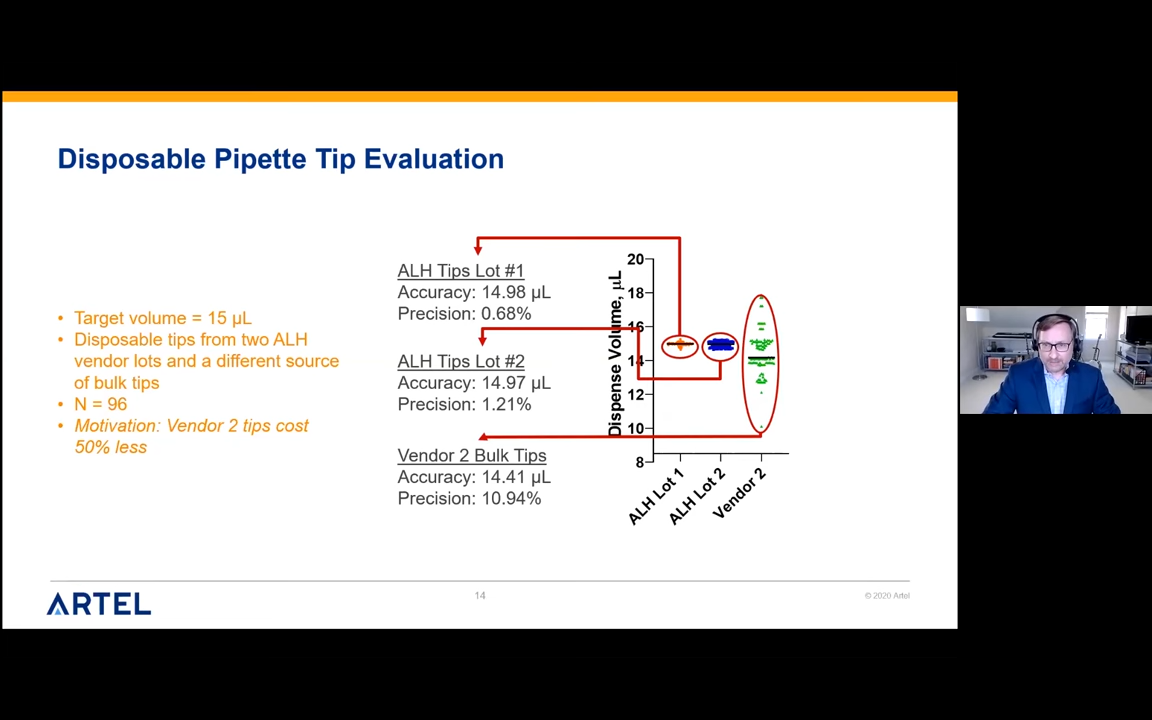 Disposable Pipette Tip Evaluation
• Target volume = 15 µL
• Disposable tips from two ALH
vendor lots and a different source
of bulk tips
• N = 96
• Motivation: Vendor 2 tips cost
50% less
ALH Tips Lot #1
Accuracy: 14.98 µL
Precision: 0.68%
ALH Tips Lot #2
Accuracy: 14.97 µL
Precision: 1.21%
Vendor 2 Bulk Tips
Accuracy: 14.41 µL
Precision: 10.94%
Dispense Volume, µL
20
18
16
14
12
10
8
ALH Lot 1
ALH Lot 2
Vendor 2
ARTEL
14
© 2020 Artel